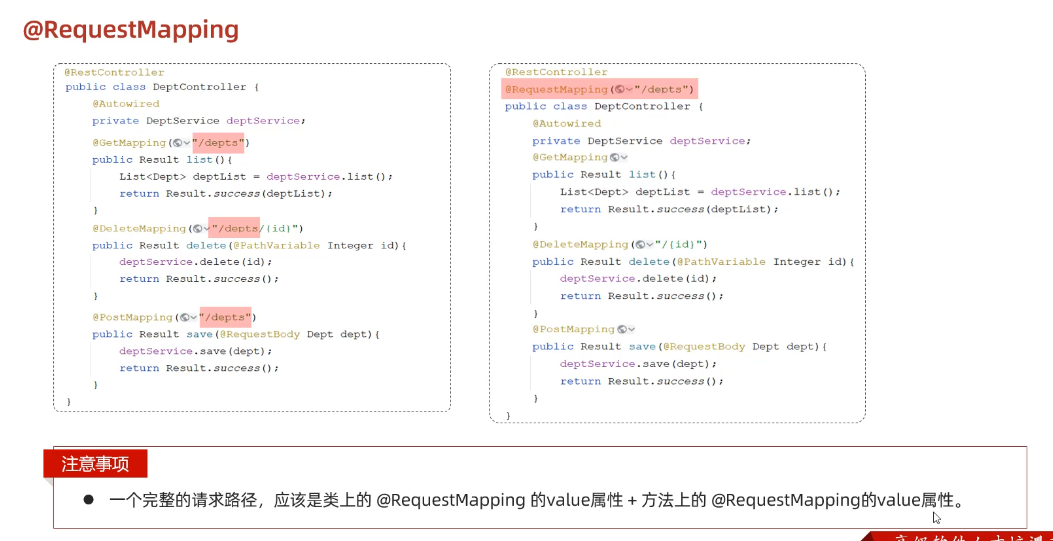 @RequestMapping
@RestController
public class DeptController {
@Autowired
private DeptService deptService;
@GetMapping("/depts")
public Result list(){
List<Dept> deptList = deptService.list();
return Result.success(deptList);
}
@DeleteMapping("/depts/{id}")
public Result delete(@PathVariable Integer id){
deptService.delete(id);
return Result.success();
}
@PostMapping("/depts")
public Result save(@RequestBody Dept dept){
deptService.save(dept);
return Result.success();
}
}
@RestController
@RequestMapping("/depts")
public class DeptController {
@Autowired
private DeptService deptService;
@GetMapping
public Result list(){
List<Dept> deptList = deptService.list();
return Result.success(deptList);
}
@DeleteMapping("/{id}")
public Result delete(@PathVariable Integer id){
deptService.delete(id);
return Result.success();
}
@PostMapping
public Result save(@RequestBody Dept dept){
deptService.save(dept);
return Result.success();
}
}
注意事项
● 一个完整的请求路径，应该是类上的 @RequestMapping 的value属性 + 方法上的 @RequestMapping的value属性。